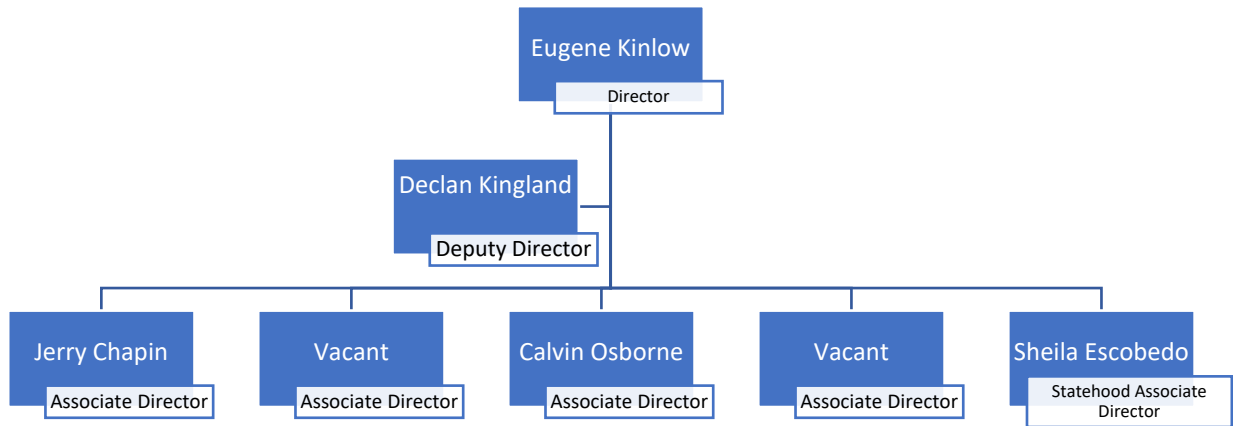 Eugene Kinlow
Director
Declan Kingland
Deputy Director
Jerry Chapin
Associate Director
Vacant
Associate Director
Calvin Osborne
Associate Director
Vacant
Associate Director
Sheila Escobedo
Statehood Associate
Director